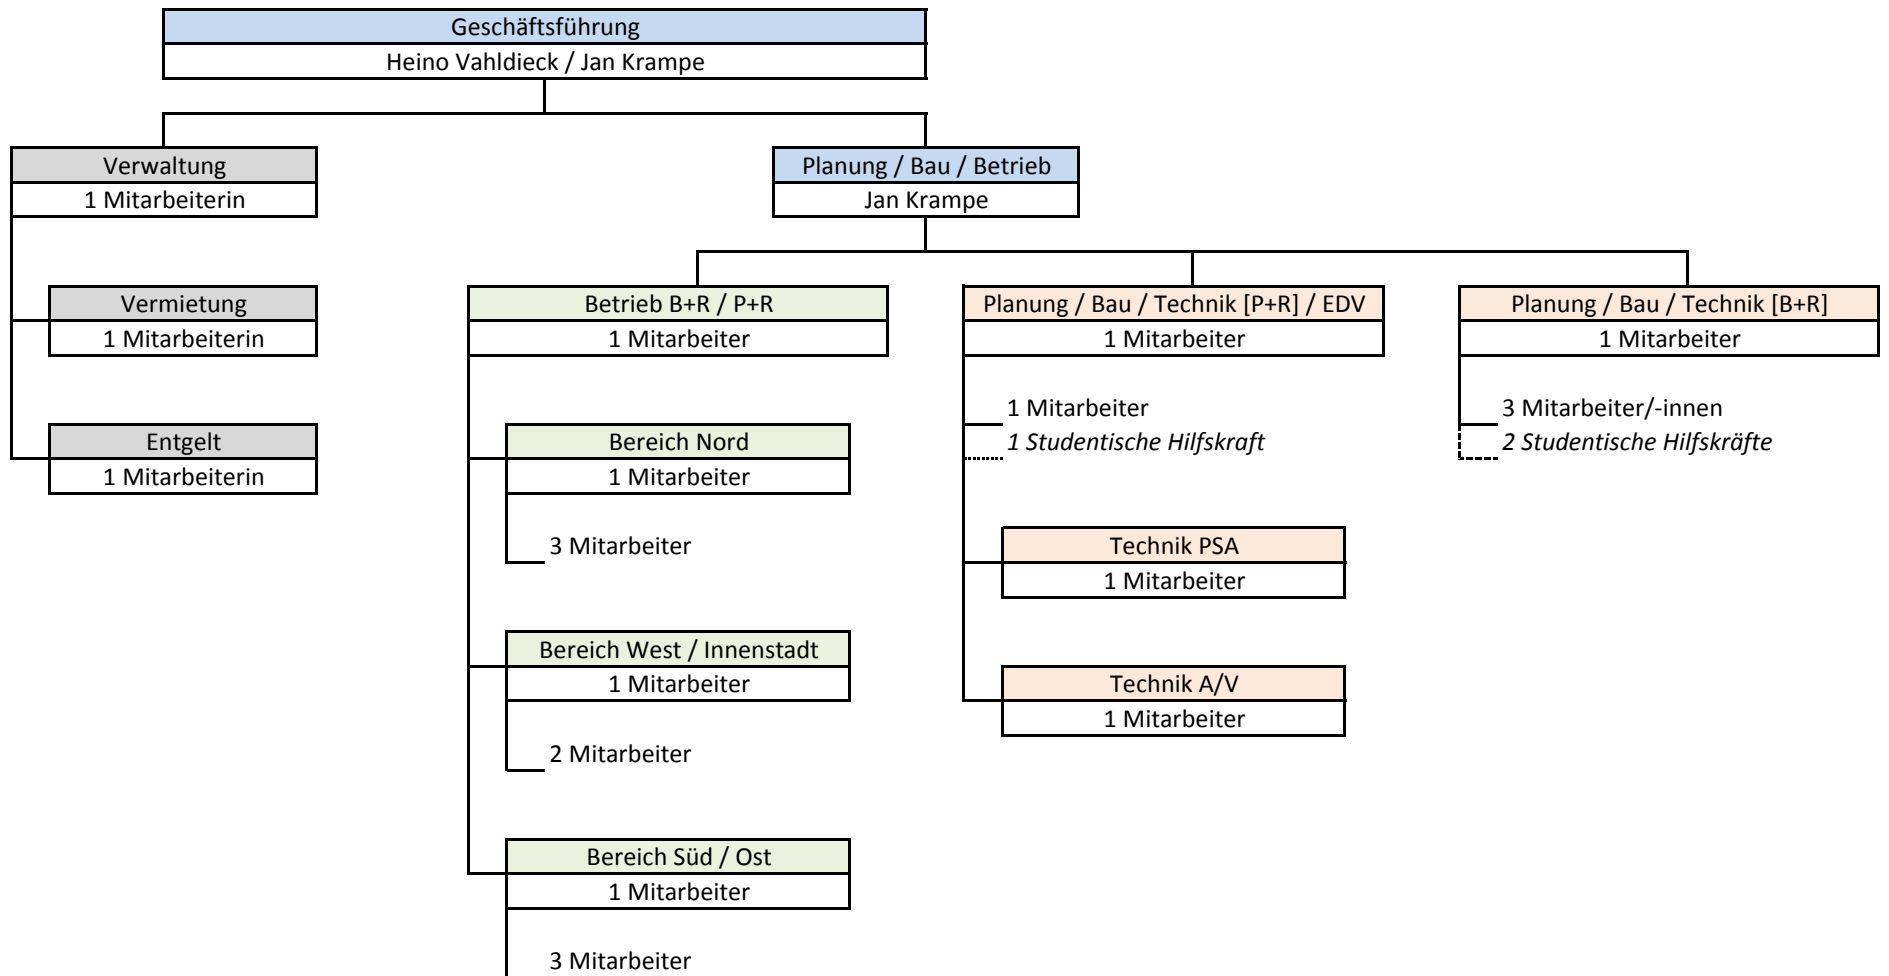 Geschäftsführung
Heino Vahldieck / Jan Krampe
Verwaltung
1 Mitarbeiterin
Planung / Bau / Betrieb
Jan Krampe
Vermietung
1 Mitarbeiterin
Entgelt
1 Mitarbeiterin
Betrieb B+R / P+R
1 Mitarbeiter
Bereich Nord
1 Mitarbeiter
3 Mitarbeiter
Bereich West / Innenstadt
1 Mitarbeiter
2 Mitarbeiter
Bereich Süd / Ost
1 Mitarbeiter
3 Mitarbeiter
Planung / Bau / Technik [P+R] / EDV
1 Mitarbeiter
1 Mitarbeiter
1 Studentische Hilfskraft
Technik PSA
1 Mitarbeiter
Technik A/V
1 Mitarbeiter
Planung / Bau / Technik [B+R]
1 Mitarbeiter
3 Mitarbeiter/-innen
2 Studentische Hilfskräfte